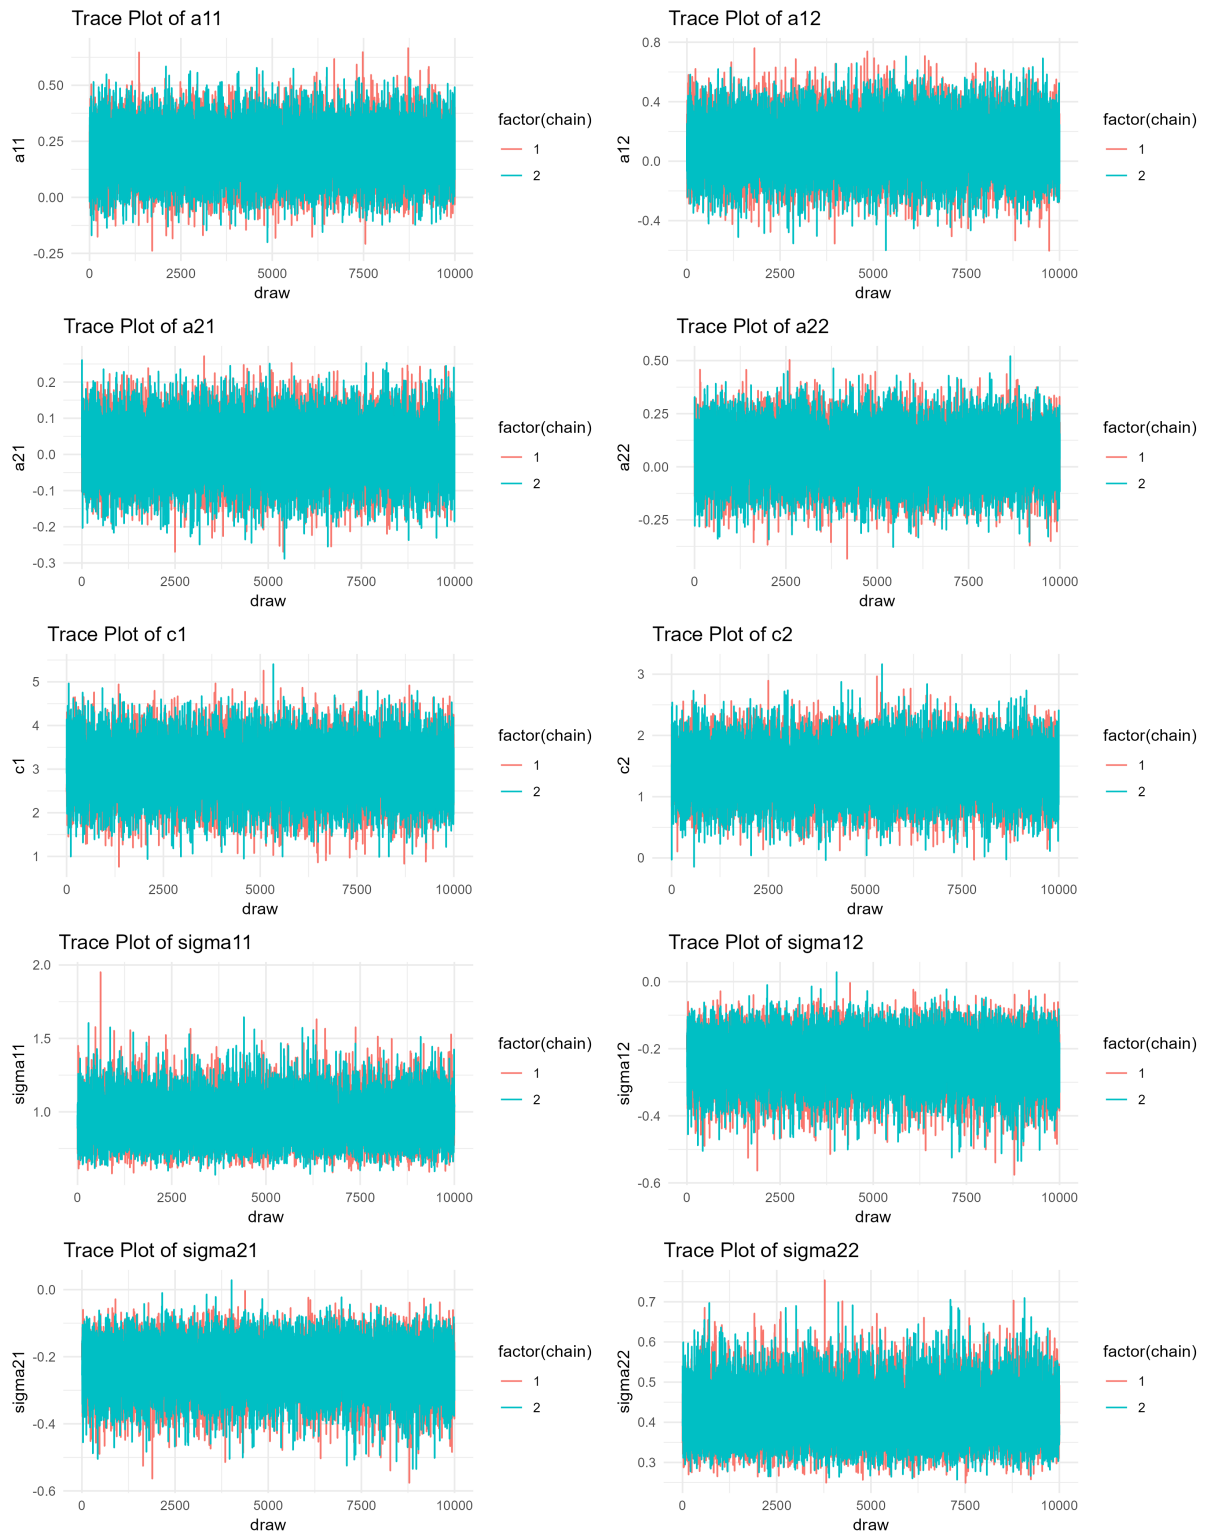 Trace Plot of a11
0.50
0.25
0.00
-0.25
a11
0 2500 5000 7500 10000
draw
factor(chain)
1
2
Trace Plot of a12
0.8
0.4
0.0
-0.4
a12
0 2500 5000 7500 10000
draw
factor(chain)
1
2
Trace Plot of a21
0.2
0.1
0.0
-0.1
-0.2
-0.3
a21
0 2500 5000 7500 10000
draw
factor(chain)
1
2
Trace Plot of a22
0.50
0.25
0.00
-0.25
a22
0 2500 5000 7500 10000
draw
factor(chain)
1
2
Trace Plot of c1
5
4
3
2
1
c1
0 2500 5000 7500 10000
draw
factor(chain)
1
2
Trace Plot of c2
3
2
1
0
c2
0 2500 5000 7500 10000
draw
factor(chain)
1
2
Trace Plot of sigma11
2.0
1.5
1.0
sigma11
0 2500 5000 7500 10000
draw
factor(chain)
1
2
Trace Plot of sigma12
0.0
-0.2
-0.4
-0.6
sigma12
0 2500 5000 7500 10000
draw
factor(chain)
1
2
Trace Plot of sigma21
0.0
-0.2
-0.4
-0.6
sigma21
0 2500 5000 7500 10000
draw
factor(chain)
1
2
Trace Plot of sigma22
0.7
0.6
0.5
0.4
0.3
sigma22
0 2500 5000 7500 10000
draw
factor(chain)
1
2